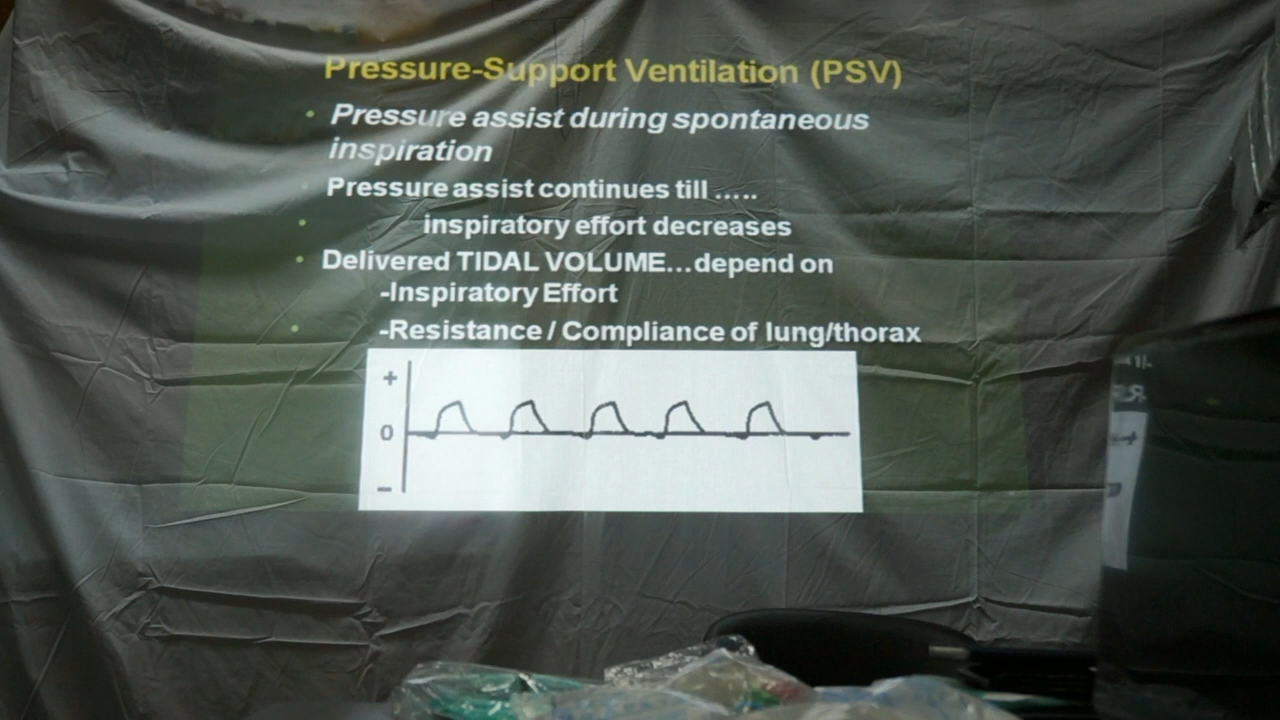 Pressure-Support Ventilation (PSV)
• Pressure assist during spontaneous
inspiration
• Pressure assist continues till .....
• inspiratory effort decreases
• Delivered TIDAL VOLUME...depend on
-Inspiratory Effort
• -Resistance / Compliance of lung/thorax
+
0
−